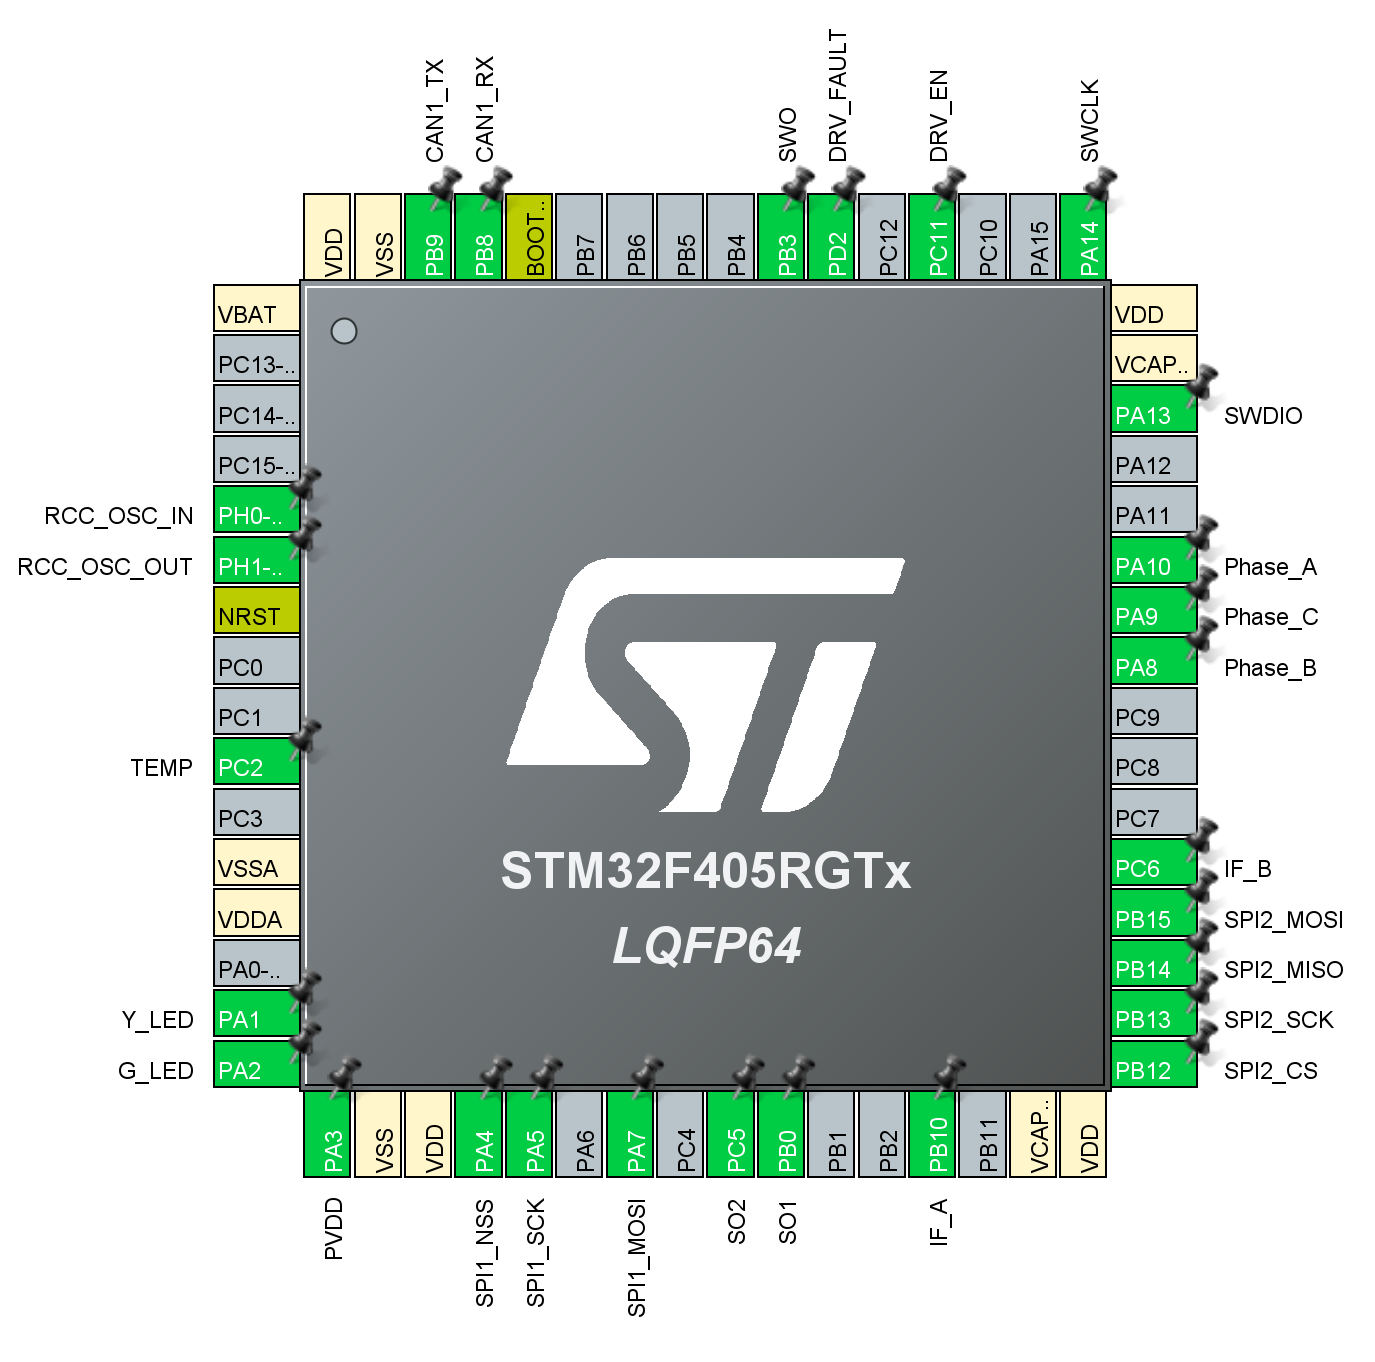 CAN1_TX
CAN1_RX
SWO
DRV_FAULT
DRV_EN
SWCLK
VDD
VSS
PB9
PB8
BOOT..
PB7
PB6
PB5
PB4
PB3
PD2
PC12
PC11
PC10
PA15
PA14
VBAT
PC13-..
PC14-..
PC15-..
RCC_OSC_IN PH0-..
RCC_OSC_OUT PH1-..
NRST
PC0
PC1
TEMP PC2
PC3
VSSA
VDDA
PA0-..
Y_LED PA1
G_LED PA2
VDD
VCAP..
PA13 SWDIO
PA12
PA11
PA10 Phase_A
PA9 Phase_C
PA8 Phase_B
PC9
PC8
PC7
PC6 IF_B
PB15 SPI2_MOSI
PB14 SPI2_MISO
PB13 SPI2_SCK
PB12 SPI2_CS
ST
STM32F405RGTx
LQFP64
PA3
VSS
VDD
PA4
PA5
PA6
PA7
PC4
PC5
PB0
PB1
PB2
PB10
PB11
VCAP..
VDD
PVDD
SPI1_NSS
SPI1_SCK
SPI1_MOSI
SO2
SO1
IF_A